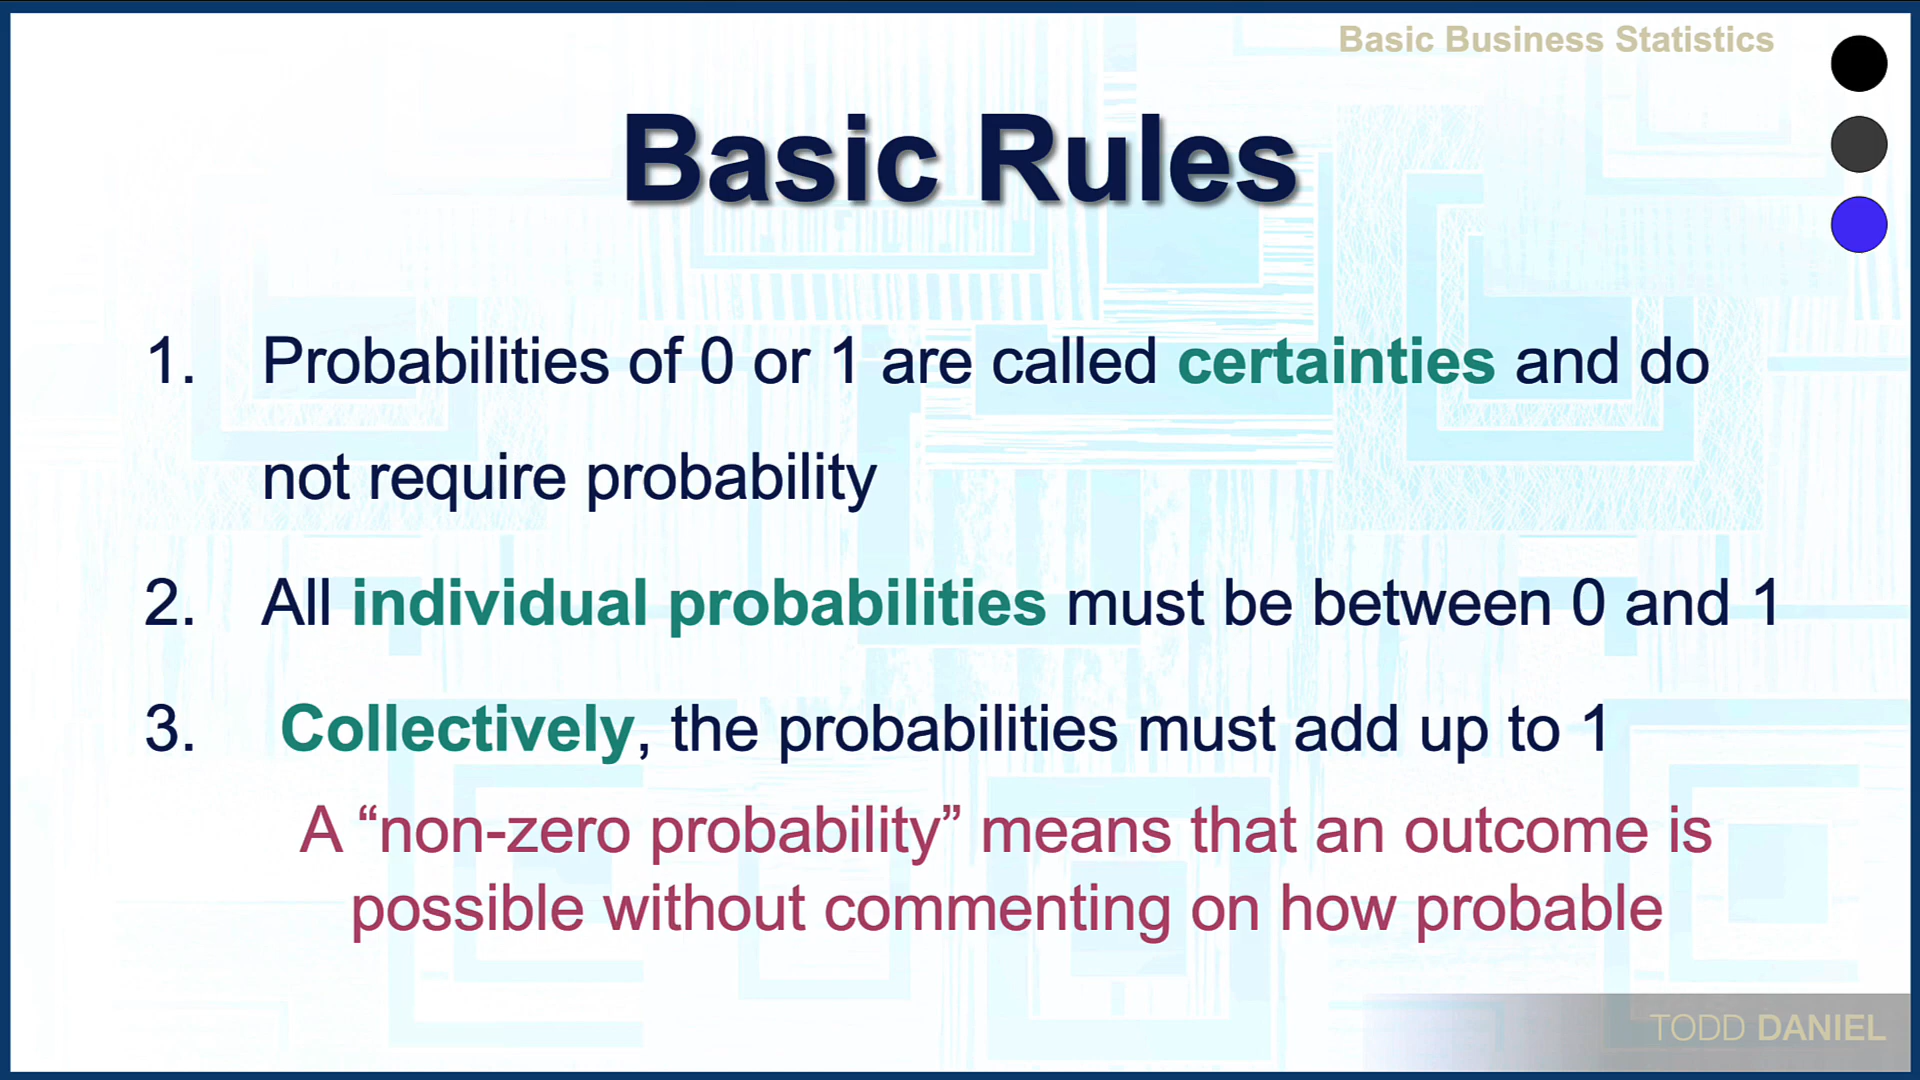 Basic Business Statistics
Basic Rules
1. Probabilities of 0 or 1 are called certainties and do
not require probability
2. All individual probabilities must be between 0 and 1
3. Collectively, the probabilities must add up to 1
A “non-zero probability” means that an outcome is
possible without commenting on how probable
TODD DANIEL